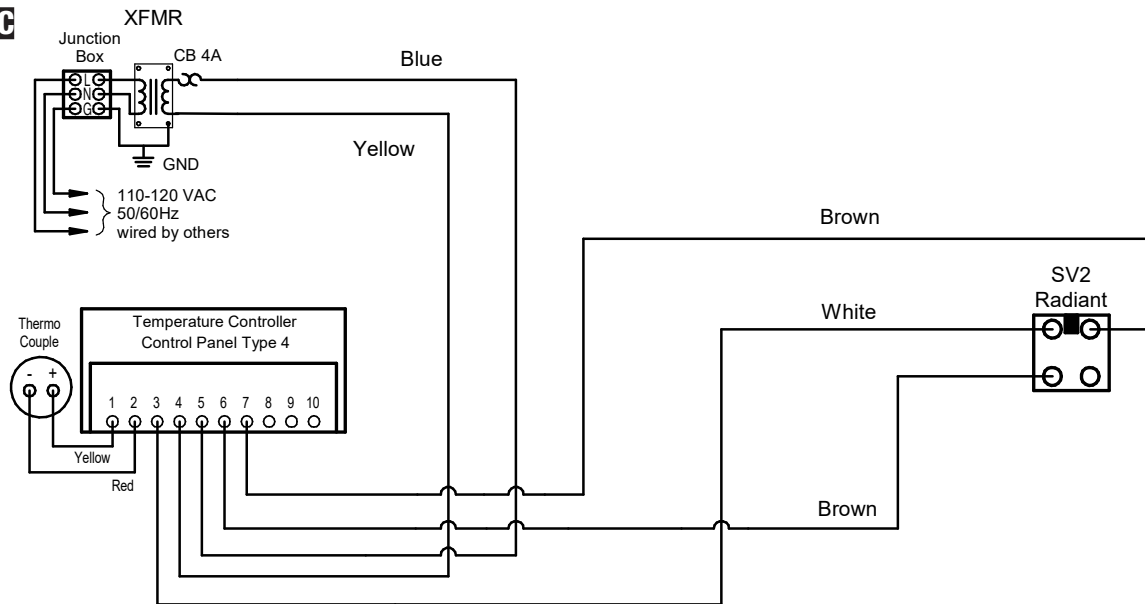 C
XFMR
Junction
Box
CB 4A
Blue
L
N
G
Yellow
GND
110-120 VAC
50/60Hz
wired by others
Brown
SV2
Radiant
White
Thermo
Couple
- +
Temperature Controller
Control Panel Type 4
1 2 3 4 5 6 7 8 9 10
Yellow
Red
Brown